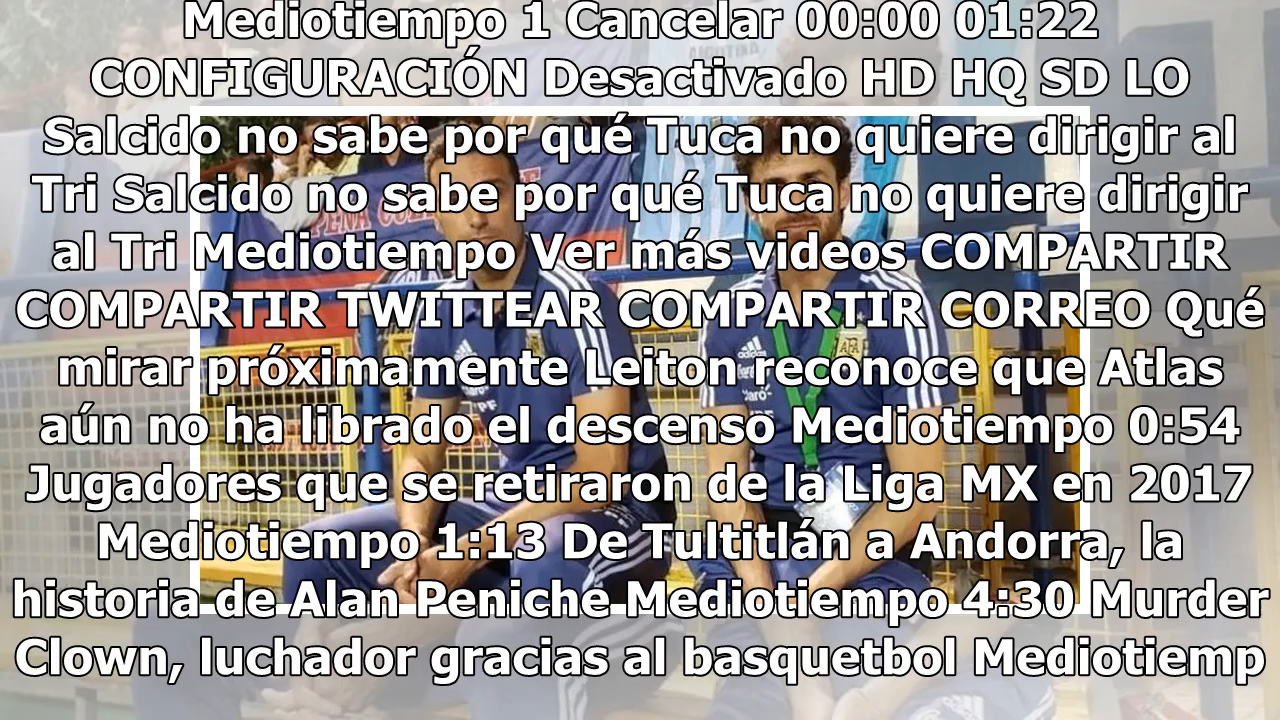 Mediotiempo 1 Cancelar 00:00 01:22
CONFIGURACIÓN Desactivado HD HQ SD LO
Salcido no sabe por qué Tuca no quiere dirigir al
Tri Salcido no sabe por qué Tuca no quiere dirigir
al Tri Mediotiempo Ver más videos COMPARTIR
COMPARTIR TWITTEAR COMPARTIR CORREO Qué
mirar próximamente Leiton reconoce que Atlas
aún no ha librado el descenso Mediotiempo 0:54
Jugadores que se retiraron de la Liga MX en 2017
Mediotiempo 1:13 De Tultitlán a Andorra, la
historia de Alan Peniche Mediotiempo 4:30 Murder
Clown, luchador gracias al basquetbol Mediotiemp
adidas
adidas
Claro-